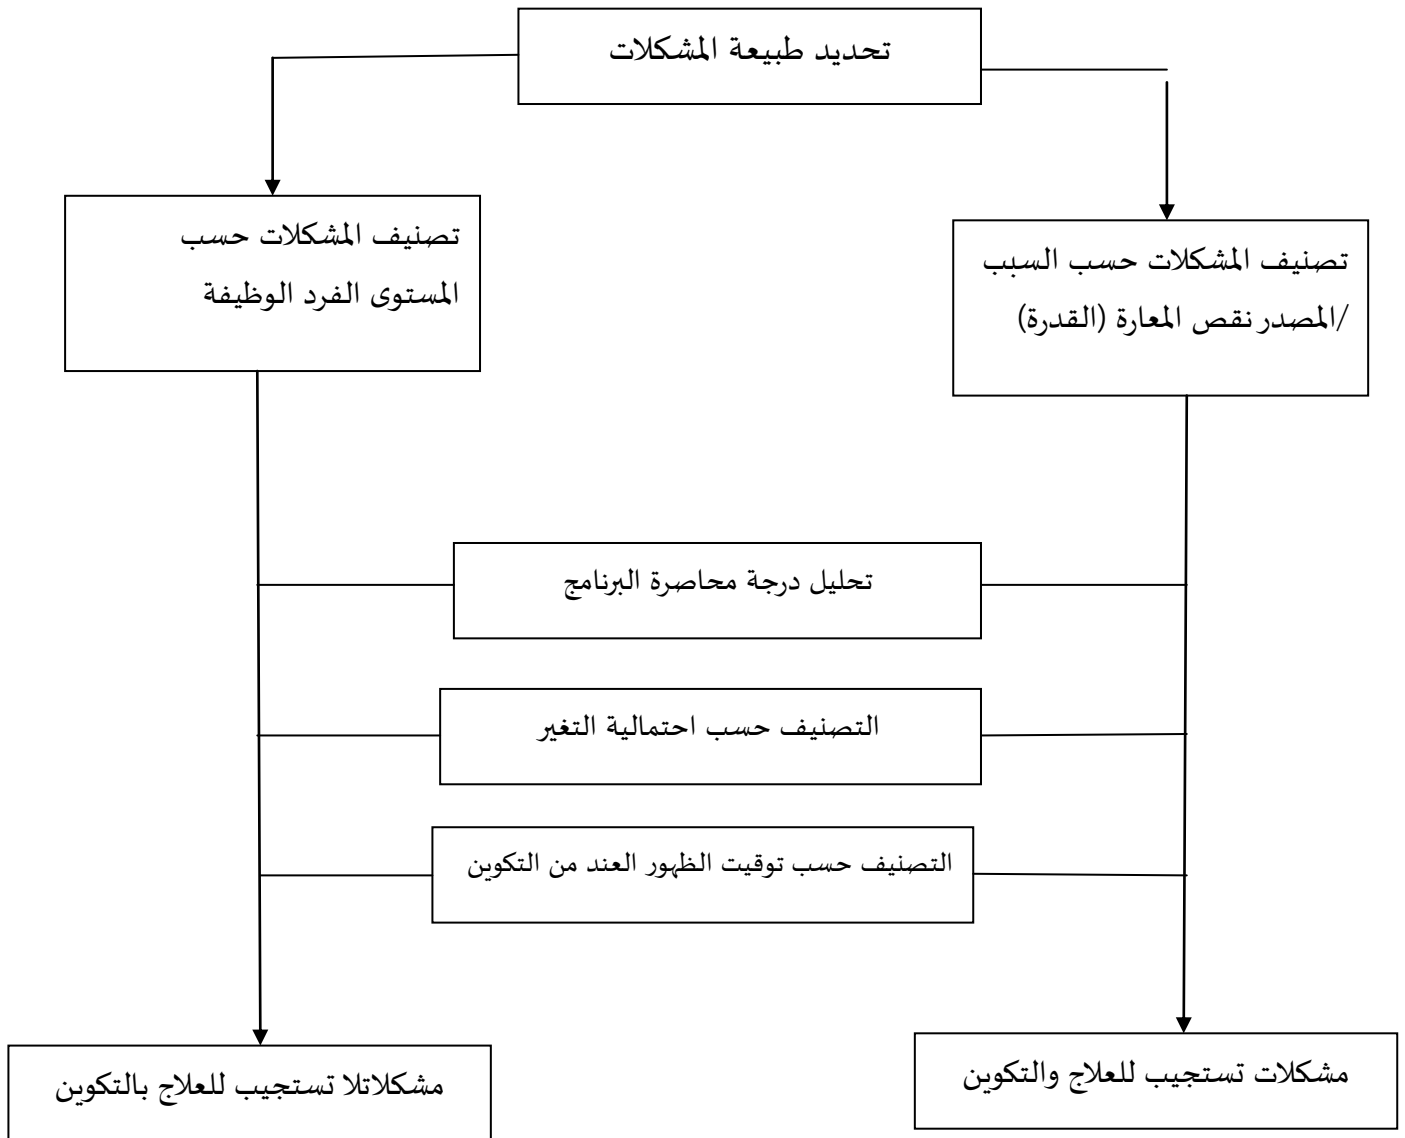 تحديد طبيعة المشكلات
تصنيف المشكلات حسب السبب
/المصدر نقص المعارة (القدرة)
تصنيف المشكلات حسب
المستوى الفرد الوظيفة
تحليل درجة محاصرة البرنامج
التصنيف حسب احتمالية التغير
التصنيف حسب توقيت الظهور العند من التكوين
مشكلات تستجيب للعلاج والتكوين
مشكلاتلا تستجيب للعلاج بالتكوين